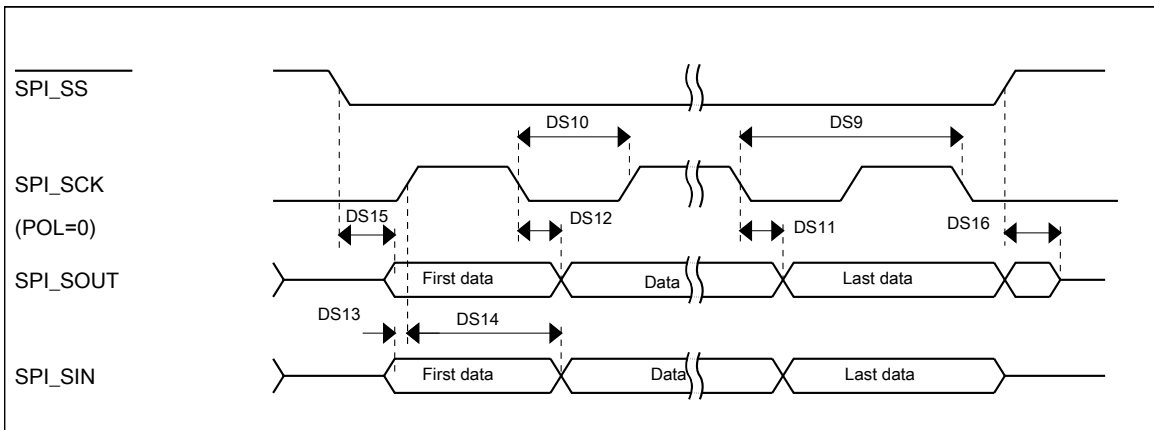 SPI_SS
DS10
DS9
SPI_SCK
(POL=0)
DS15
DS12
DS11
DS16
SPI_SOUT
First data
Data
Last data
DS13
DS14
SPI_SIN
First data
Data
Last data